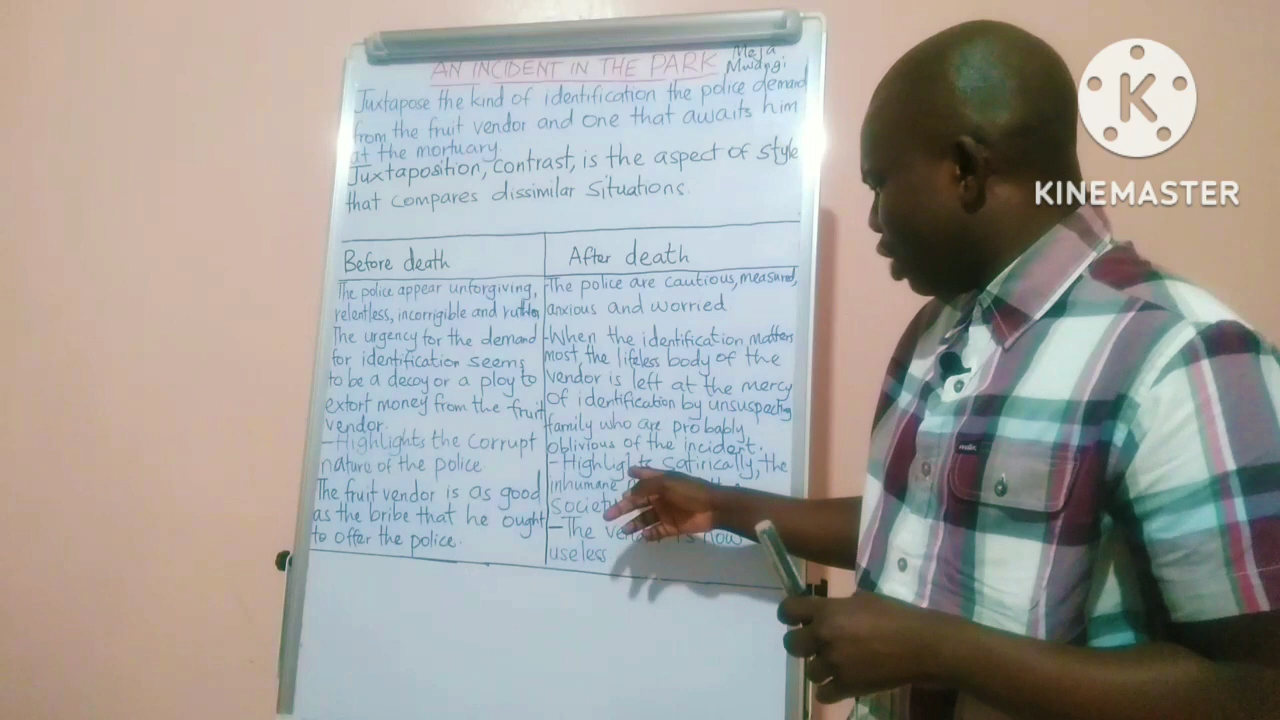 AN INCIDENT IN THE PARK Meja
Mwangi
Juxtapose the kind of identification the police demand
from the fruit vendor and one that awaits him
at the mortuary.
Juxtaposition, Contrast, is the aspect of style
that compares dissimilar situations.
Before death
The police appear unforgiving,
relentless, incorrigible and
The urgency for the demand
for identification seems
to be a decoy or a ploy to
extort money from the fruit
vendor.
-Highlights the corrupt
nature of the police
The fruit vendor is as good
as the bribe that he ought
to offer the police.
After death
The police are cautious, measured,
anxious and worried
-When the identification matters
most, the lifeless body of the
vendor is left at the mercy
of identification by unsuspecting
family who are probably
oblivious of the incident.
-Highlights satirically, the
inhumane
society
-The vendor is now
useless
K
KINEMASTER